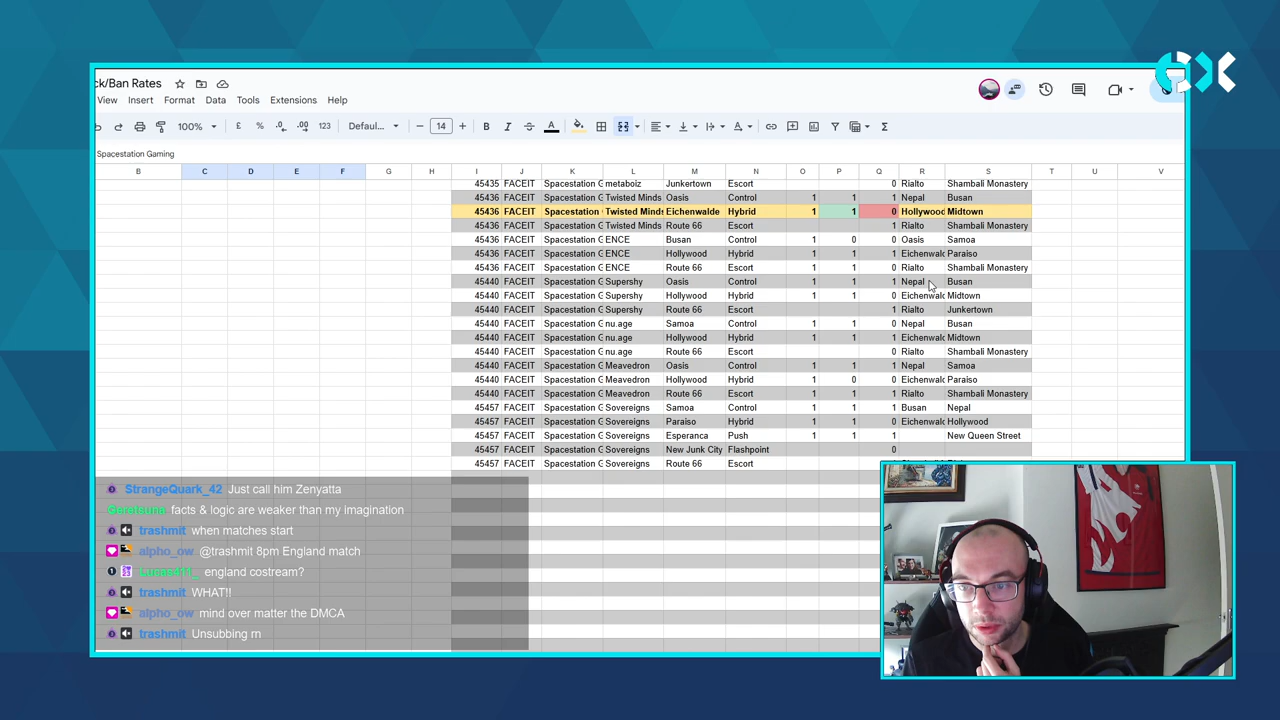 ck/Ban Rates
View Insert Format Data Tools Extensions Help
100% £ % .0 .00 123 Defaul... 14 B I A Σ
Spacestation Gaming
B C D E F G H I J K L M N O P Q R S T U V
45435 FACEIT Spacestation G metaboiz Junkertown Escort 0 Rialto Shambali Monastery
45436 FACEIT Spacestation G Twisted Minds Oasis Control 1 1 1 Nepal Busan
45436 FACEIT Spacestation Twisted Minds Eichenwalde Hybrid 1 1 0 Hollywood Midtown
45436 FACEIT Spacestation G Twisted Minds Route 66 Escort 1 Rialto Shambali Monastery
45436 FACEIT Spacestation G ENCE Busan Control 1 0 0 Oasis Samoa
45436 FACEIT Spacestation G ENCE Hollywood Hybrid 1 1 1 Eichenwalc Paraiso
45436 FACEIT Spacestation G ENCE Route 66 Escort 1 1 0 Rialto Shambali Monastery
45440 FACEIT Spacestation G Supershy Oasis Control 1 1 1 Nepal Busan
45440 FACEIT Spacestation G Supershy Hollywood Hybrid 1 1 0 Eichenwalc Midtown
45440 FACEIT Spacestation G Supershy Route 66 Escort 1 Rialto Junkertown
45440 FACEIT Spacestation G nu.age Samoa Control 1 1 0 Nepal Busan
45440 FACEIT Spacestation G nu.age Hollywood Hybrid 1 1 1 Eichenwalc Midtown
45440 FACEIT Spacestation G nu.age Route 66 Escort 0 Rialto Shambali Monastery
45440 FACEIT Spacestation G Meavedron Oasis Control 1 1 1 Nepal Samoa
45440 FACEIT Spacestation G Meavedron Hollywood Hybrid 1 0 0 Eichenwalc Paraiso
45440 FACEIT Spacestation G Meavedron Route 66 Escort 1 1 1 Rialto Shambali Monastery
45457 FACEIT Spacestation G Sovereigns Samoa Control 1 1 1 Busan Nepal
45457 FACEIT Spacestation G Sovereigns Paraiso Hybrid 1 1 1 Eichenwalc Hollywood
45457 FACEIT Spacestation G Sovereigns Esperanca Push 1 1 1 New Queen Street
45457 FACEIT Spacestation G Sovereigns New Junk City Flashpoint 0
45457 FACEIT Spacestation G Sovereigns Route 66 Escort
StrangeQuark_42 Just call him Zenyatta
facts & logic are weaker than my imagination
trashmit when matches start
alpho_ow @trashmit 8pm England match
england costream?
trashmit WHAT!!
alpho_ow mind over matter the DMCA
trashmit Unsubbing rn